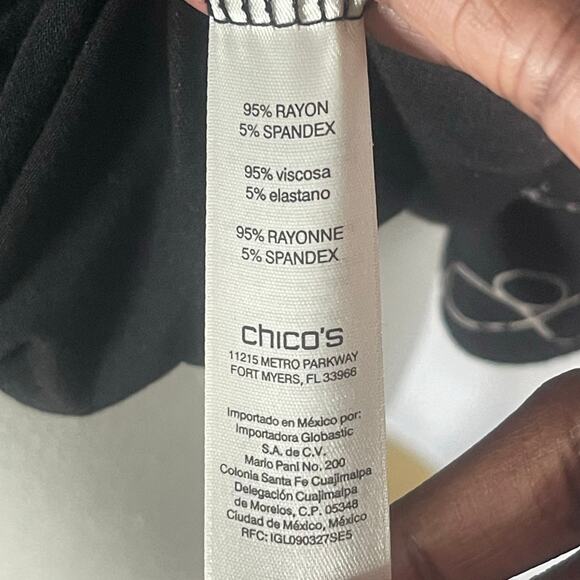 95% RAYON
5% SPANDEX
95% viscosa
5% elastano
95% RAYONNE
5% SPANDEX
chico's
11215 METRO PARKWAY
FORT MYERS, FL 33966
Importado en México por:
Importadora Globastic
S.A. de C.V.
Mario Pani No. 200
Colonia Santa Fe Cuajimalpa
Delegación Cuajimalpa
de Morelos, C.P. 05348
Ciudad de México, México
RFC: IGL090327SE5